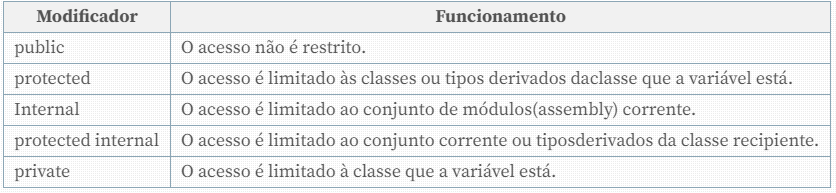 Modificador Funcionamento
public O acesso não é restrito.
protected O acesso é limitado às classes ou tipos derivados daclasse que a variável está.
Internal O acesso é limitado ao conjunto de módulos(assembly) corrente.
protected internal O acesso é limitado ao conjunto corrente ou tiposderivados da classe recipiente.
private O acesso é limitado à classe que a variável está.